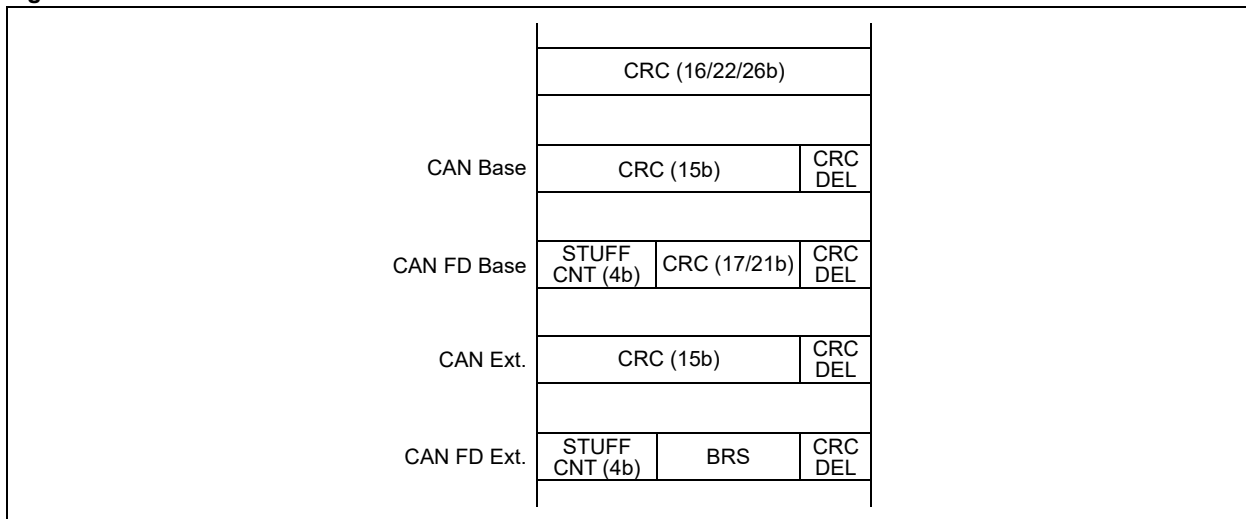 CRC (16/22/26b)
CAN Base
CRC (15b)
CRC
DEL
CAN FD Base
STUFF
CNT (4b)
CRC (17/21b)
CRC
DEL
CAN Ext.
CRC (15b)
CRC
DEL
CAN FD Ext.
STUFF
CNT (4b)
BRS
CRC
DEL